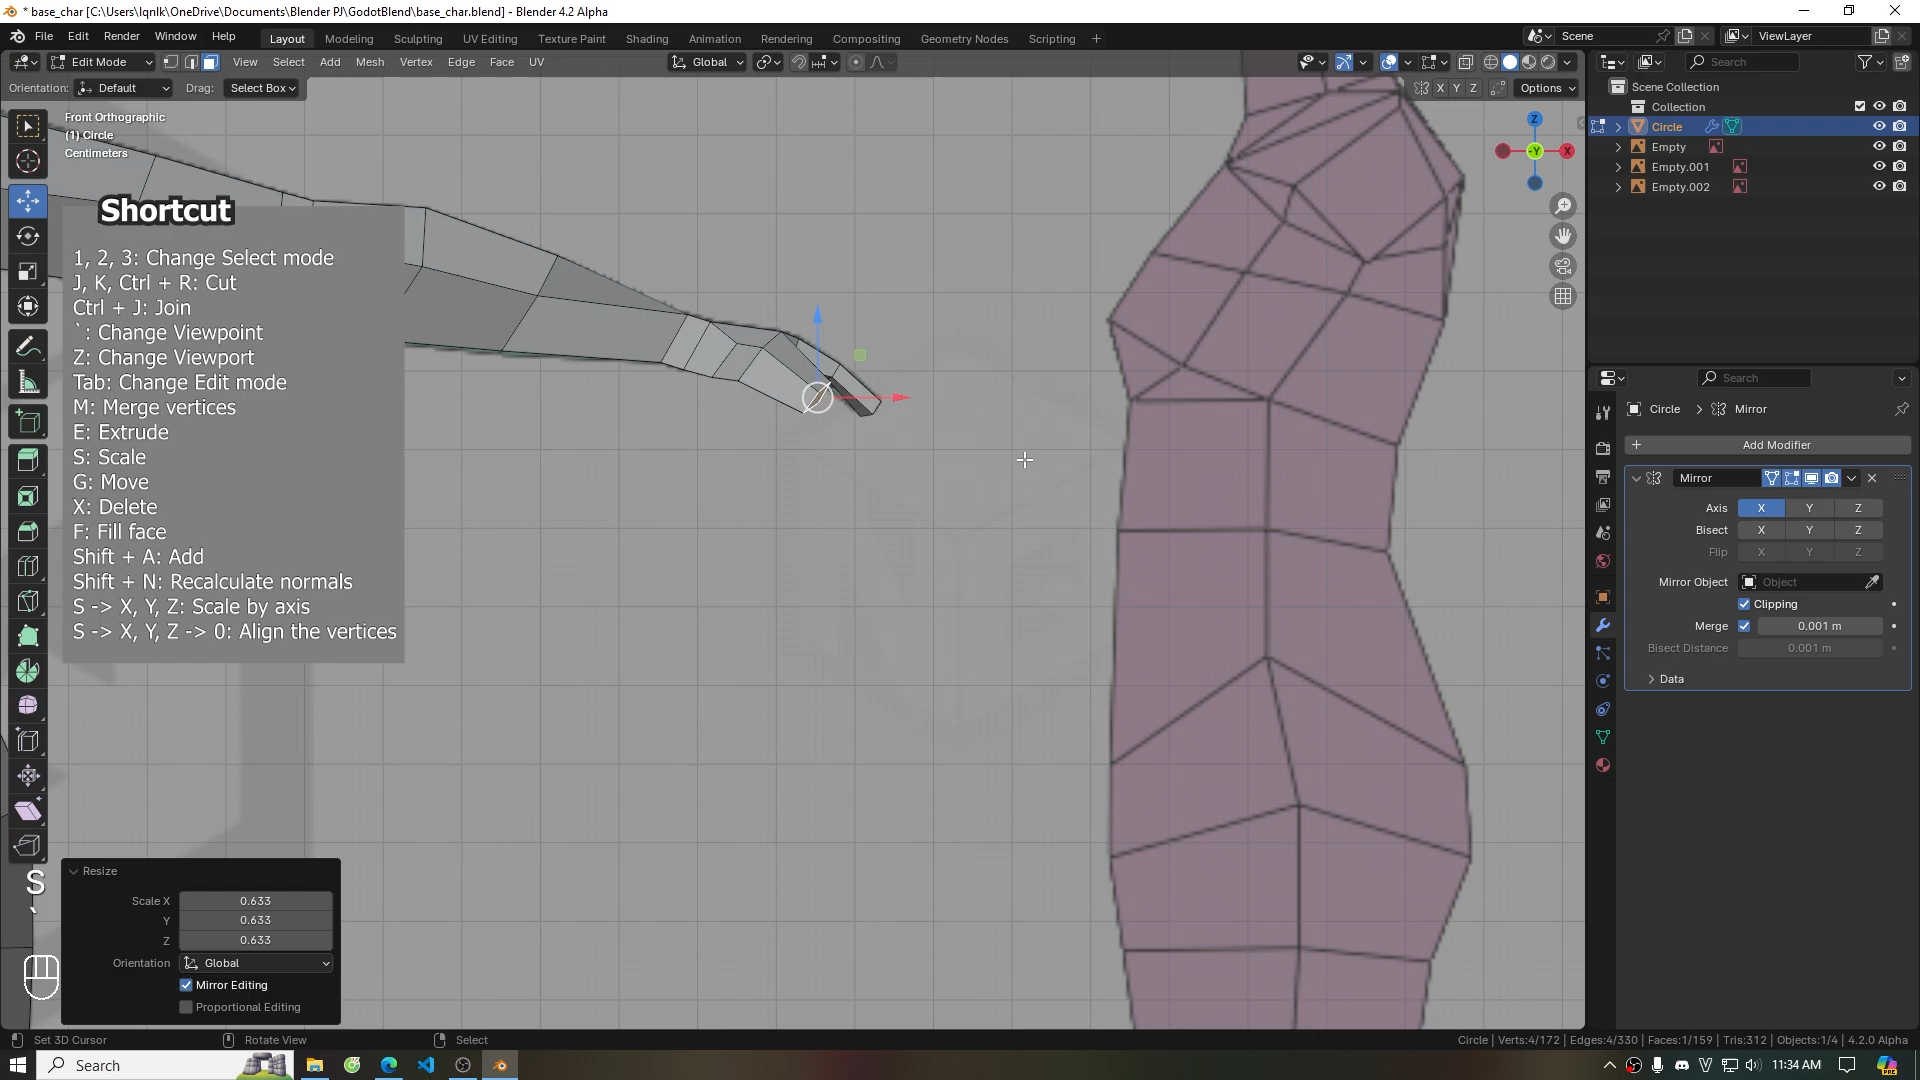 * base_char [C:\Users\lqnlk\OneDrive\Documents\Blender PJ\GodotBlend\base_char.blend] - Blender 4.2 Alpha
File Edit Render Window Help
Layout Modeling Sculpting UV Editing Texture Paint Shading Animation Rendering Compositing Geometry Nodes Scripting +
Scene
ViewLayer
Edit Mode
View Select Add Mesh Vertex Edge Face UV
Global
Orientation: Default Drag: Select Box
X Y Z Options
Search
Front Orthographic
(1) Circle
Centimeters
Z
-Y
X
Scene Collection
Collection
Circle
Empty
Empty.001
Empty.002
Shortcut
1, 2, 3: Change Select mode
J, K, Ctrl + R: Cut
Ctrl + J: Join
`: Change Viewpoint
Z: Change Viewport
Tab: Change Edit mode
M: Merge vertices
E: Extrude
S: Scale
G: Move
X: Delete
F: Fill face
Shift + A: Add
Shift + N: Recalculate normals
S -> X, Y, Z: Scale by axis
S -> X, Y, Z -> 0: Align the vertices
Search
Circle > Mirror
+ Add Modifier
Mirror
Axis X Y Z
Bisect X Y Z
Flip X Y Z
Mirror Object Object
Clipping
Merge 0.001 m
Bisect Distance 0.001 m
Data
S
`
Resize
Scale X 0.633
Y 0.633
Z 0.633
Orientation Global
Mirror Editing
Proportional Editing
Set 3D Cursor
Rotate View
Select
Circle | Verts:4/172 | Edges:4/330 | Faces:1/159 | Tris:312 | Objects:1/4 | 4.2.0 Alpha
Search
11:34 AM